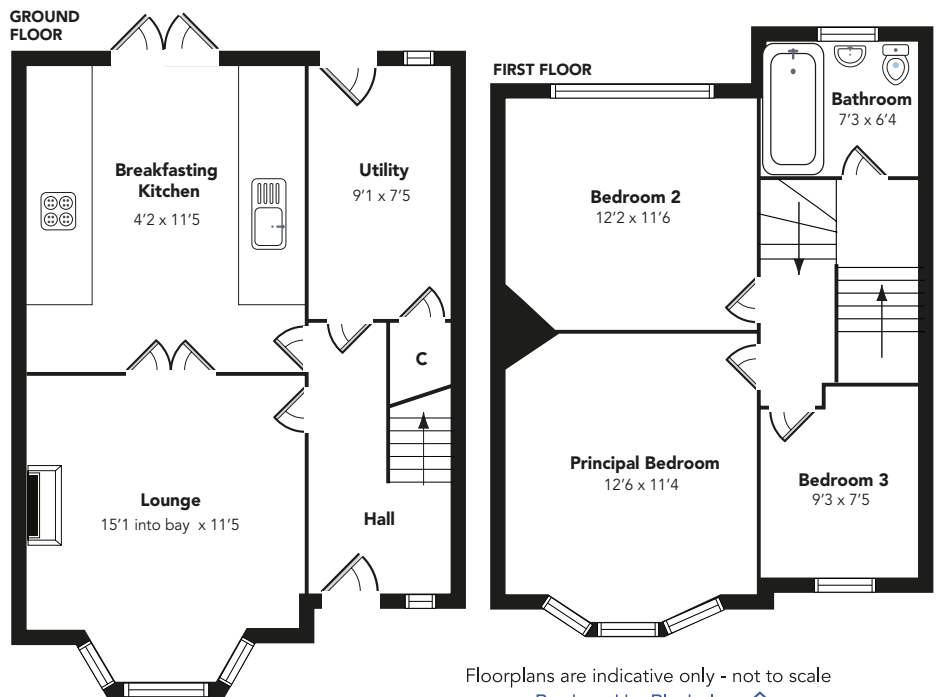 GROUND
FLOOR
Breakfasting
Kitchen
4'2 x 11'5
Utility
9'1 x 7'5
C
Lounge
15'1 into bay x 11'5
Hall
FIRST FLOOR
Bathroom
7'3 x 6'4
Bedroom 2
12'2 x 11'6
Principal Bedroom
12'6 x 11'4
Bedroom 3
9'3 x 7'5
Floorplans are indicative only - not to scale